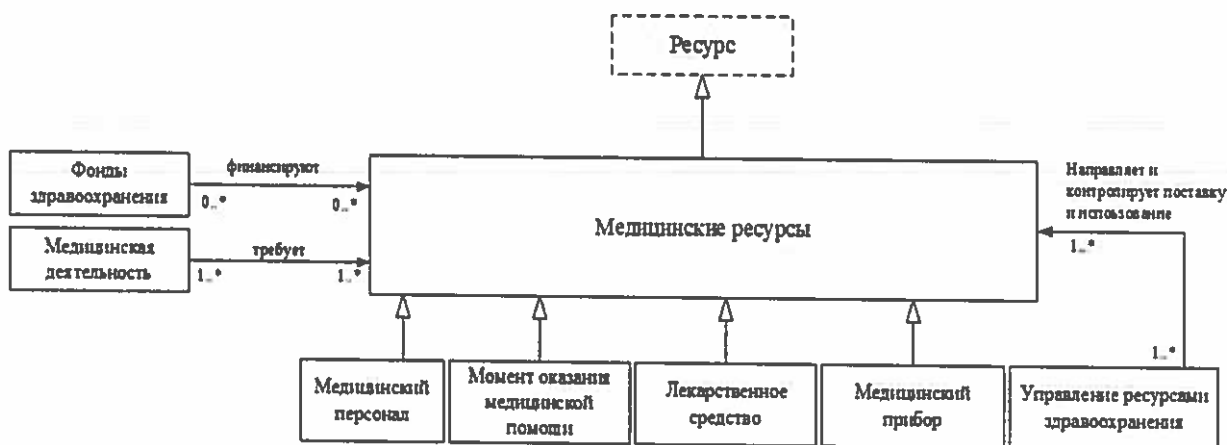 Ресурс
Фонды
здравоохранения
финансируют
0..*
0..*
Медицинская
деятельность
требует
1..*
1..*
Медицинские ресурсы
Направляет и
контролирует поставку
и использование
1..*
1..*
Медицинский
персонал
Момент оказания
медицинской
помощи
Лекарственное
средство
Медицинский
прибор
Управление ресурсами
здравоохранения